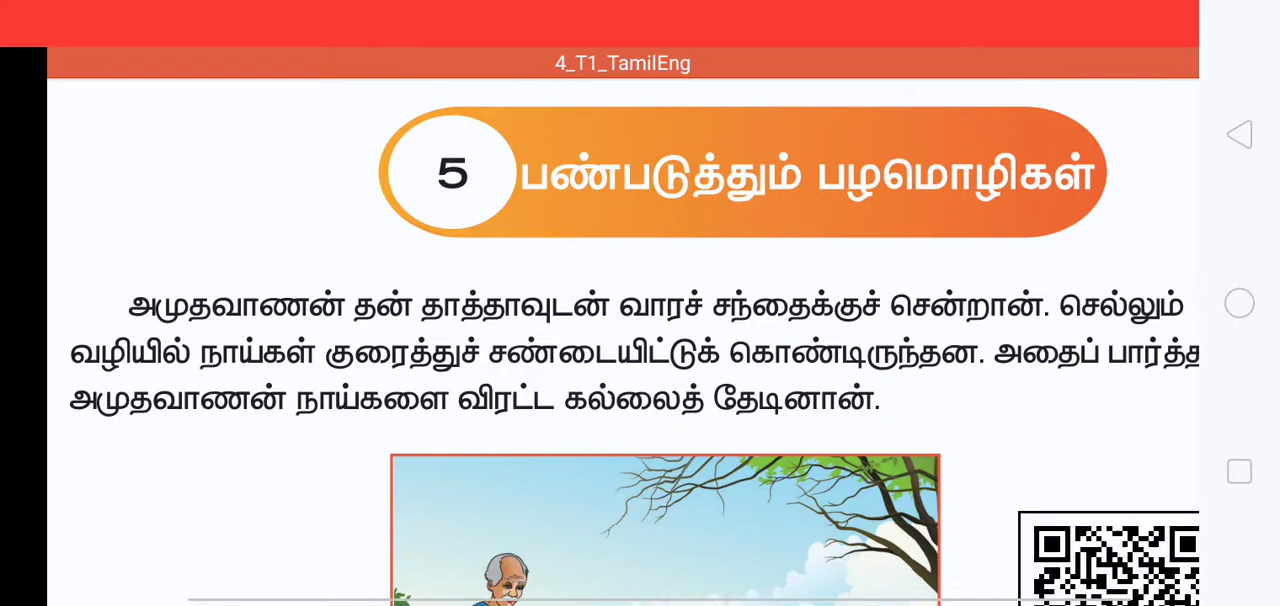 4_T1_TamilEng
5 பண்படுத்தும் பழமொழிகள்
அமுதவாணன் தன் தாத்தாவுடன் வாரச் சந்தைக்குச் சென்றான். செல்லும்
வழியில் நாய்கள் குரைத்துச் சண்டையிட்டுக் கொண்டிருந்தன. அதைப் பார்த்த
அமுதவாணன் நாய்களை விரட்ட கல்லைத் தேடினான்.